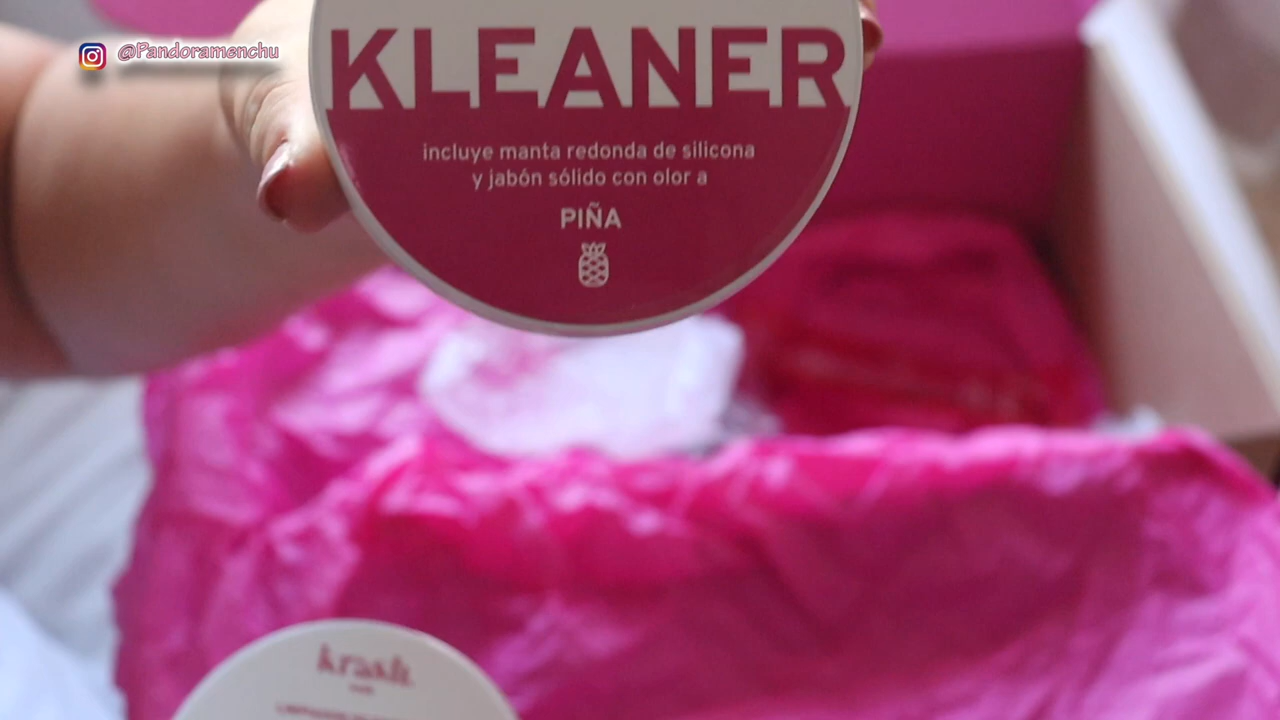 @Pandoramenchu
KLEANER
incluye manta redonda de silicona
y jabón sólido con olor a
PIÑA
krash